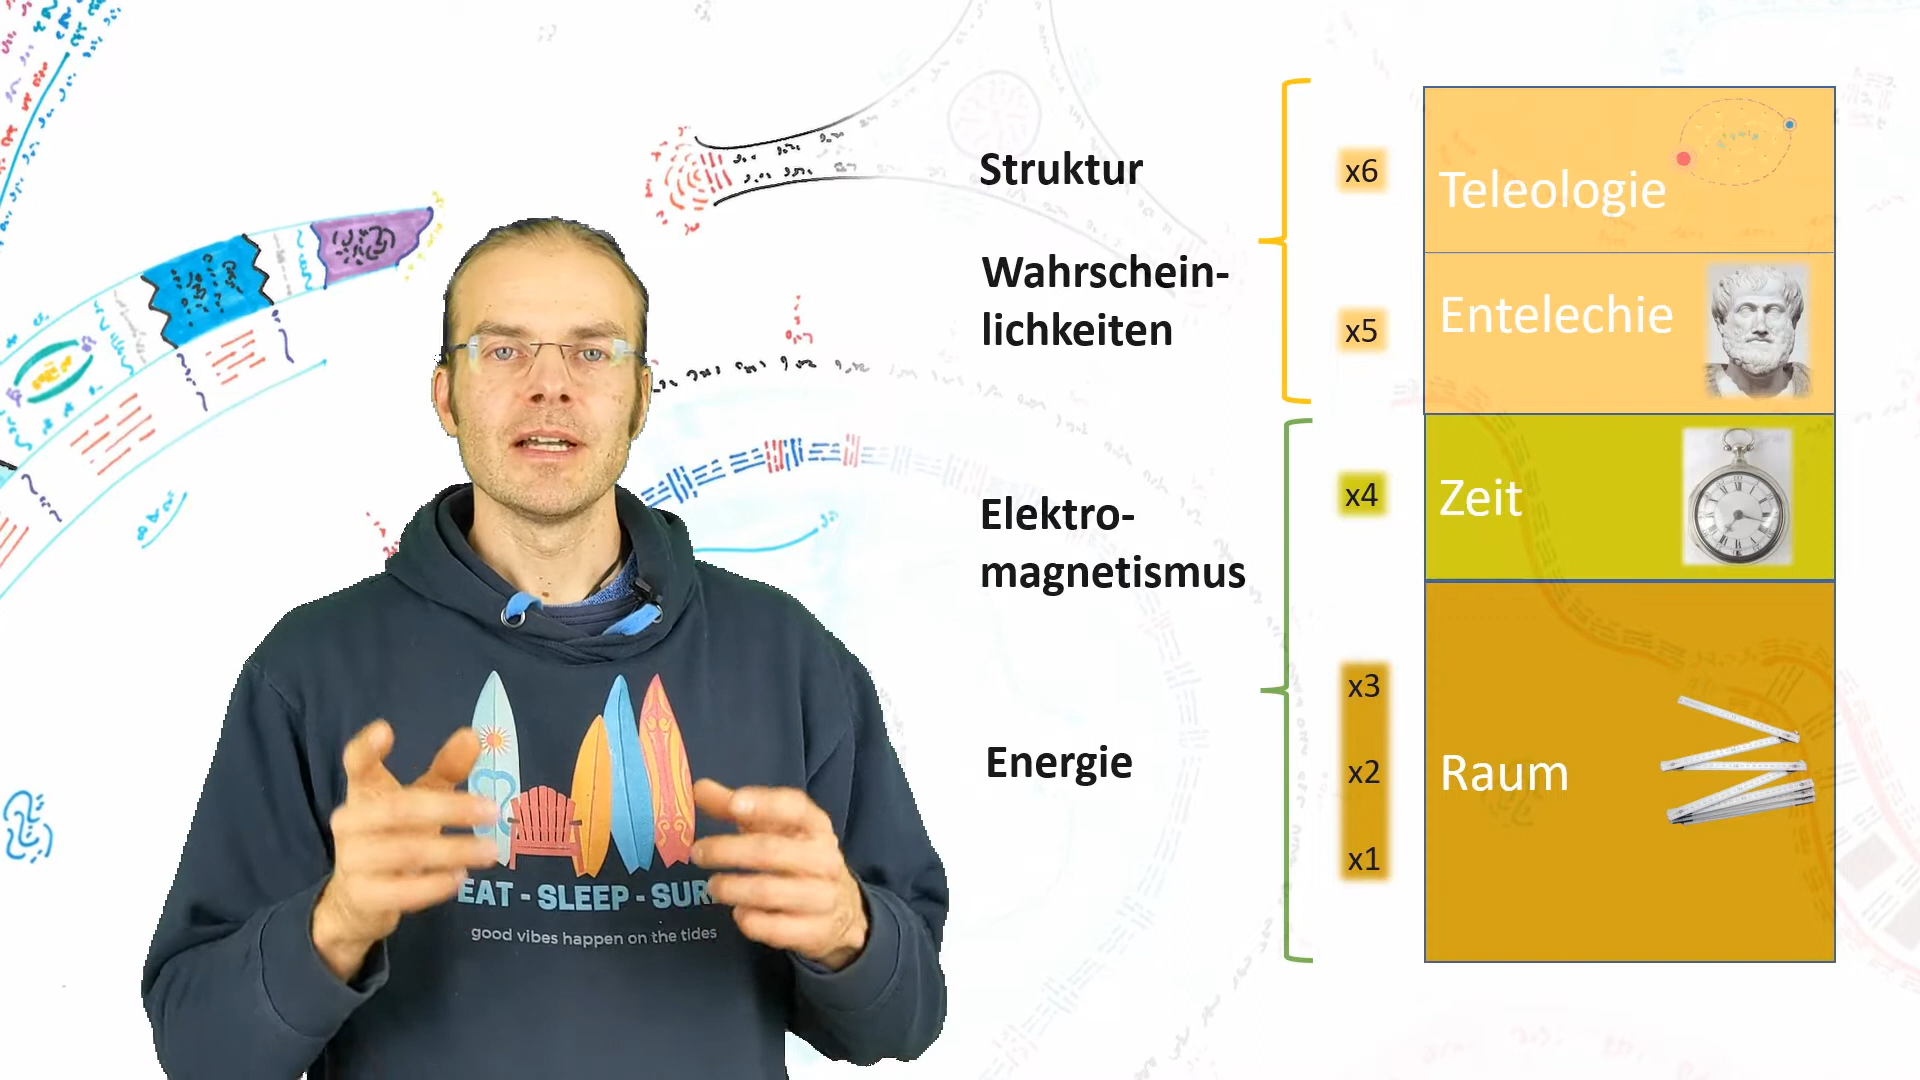 Struktur
Wahrschein-
lichkeiten
Elektro-
magnetismus
Energie
x6
x5
x4
x3
x2
x1
Teleologie
Entelechie
Zeit
Raum
EAT - SLEEP - SUR
good vibes happen on the tides